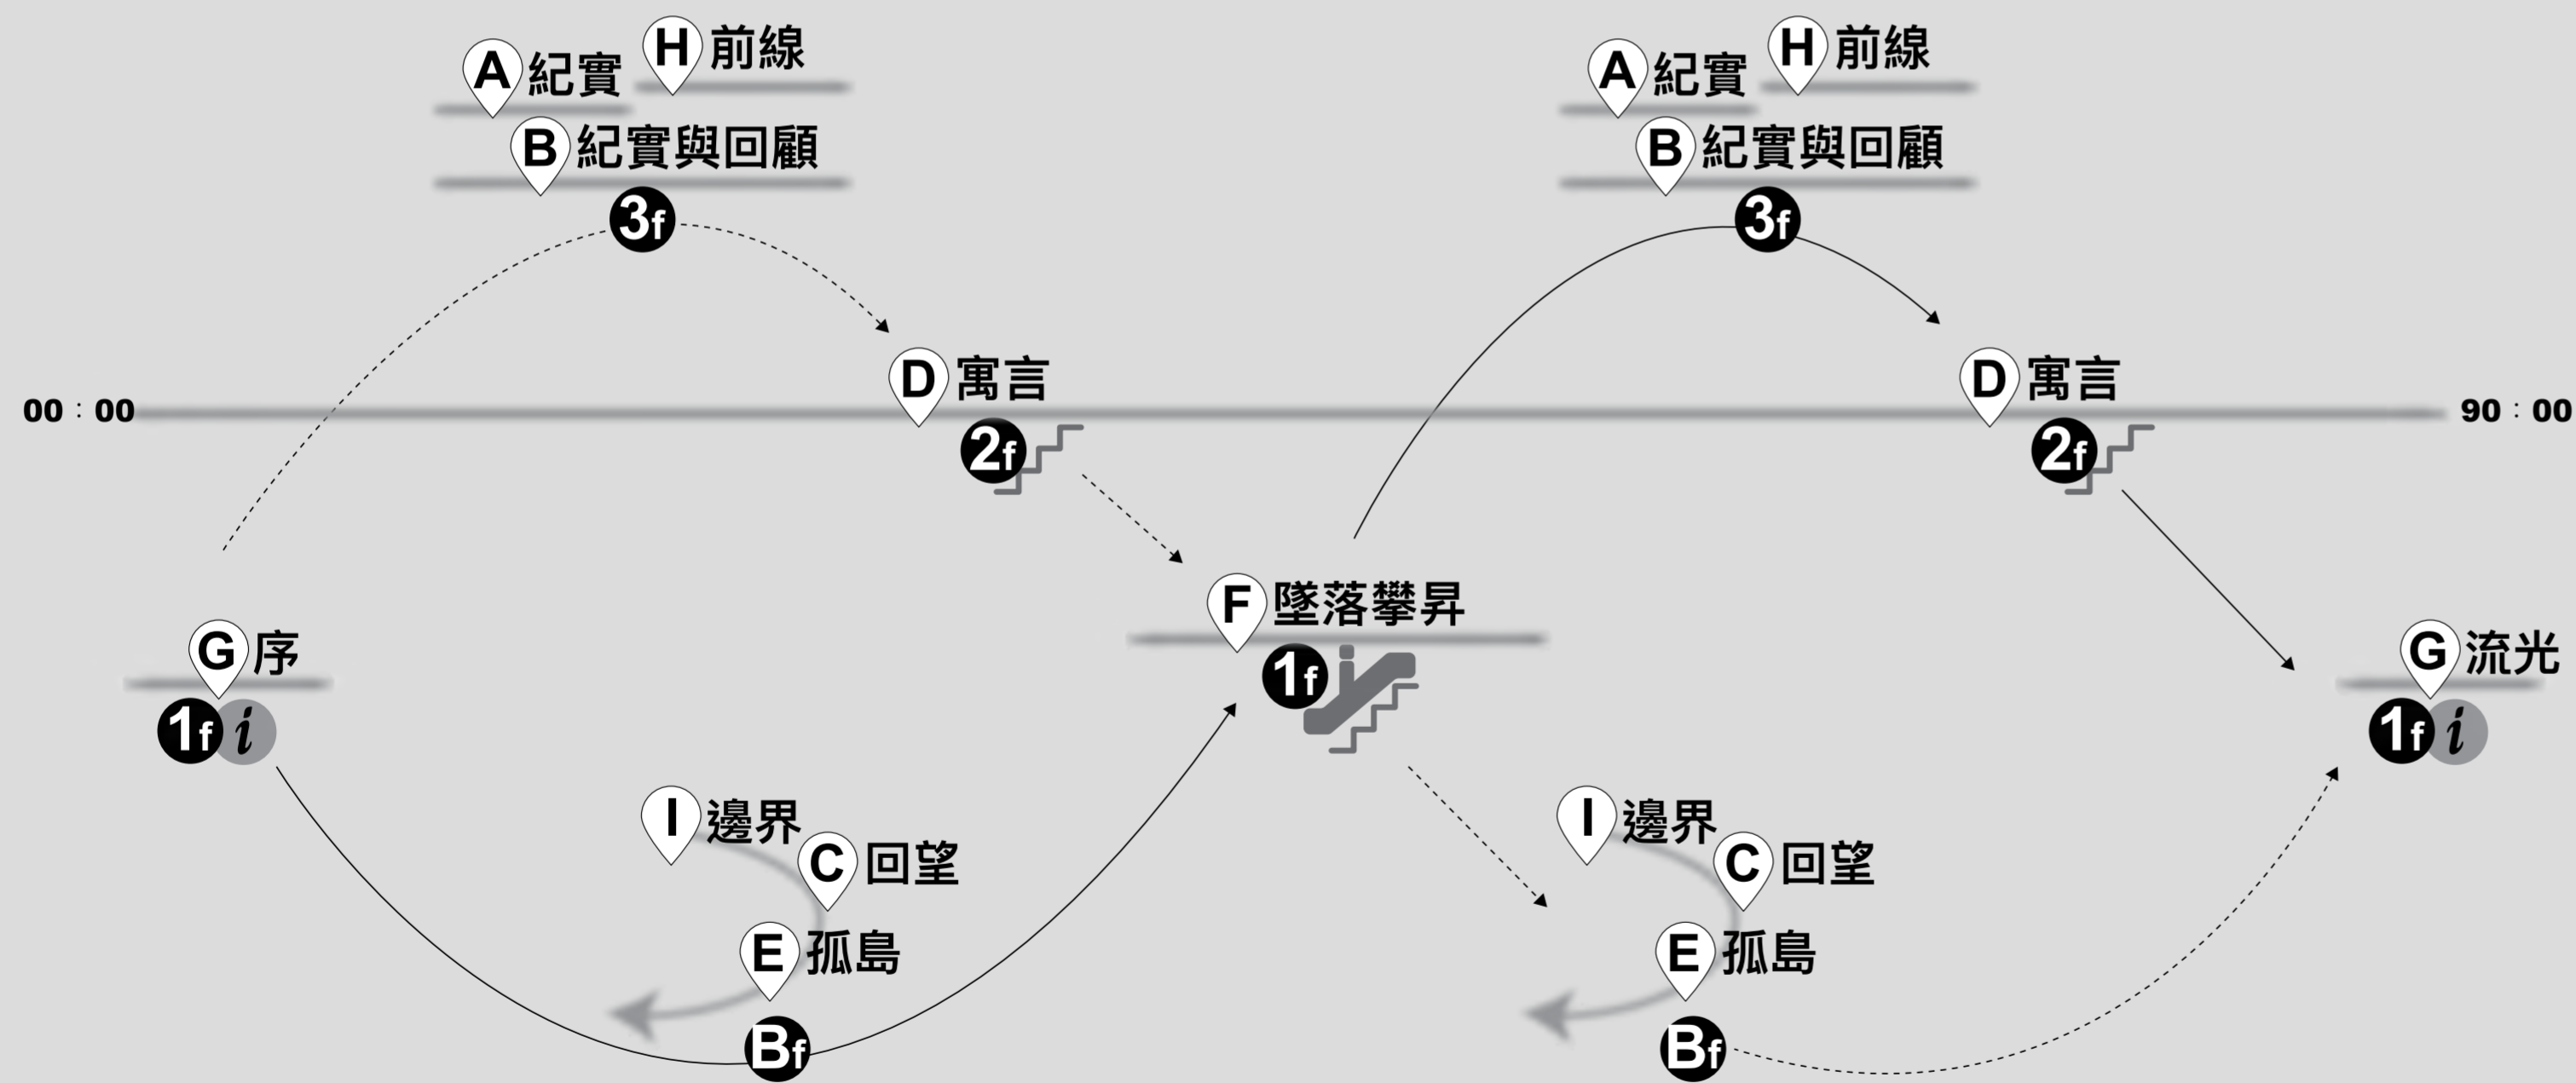 A 紀實
H 前線
B 紀實與回顧
3f
A 紀實
H 前線
B 紀實與回顧
3f
D 寓言
2f
D 寓言
2f
00 : 00
90 : 00
G 序
1f i
F 墜落攀昇
1f
G 流光
1f i
I 邊界
C 回望
E 孤島
Bf
I 邊界
C 回望
E 孤島
Bf